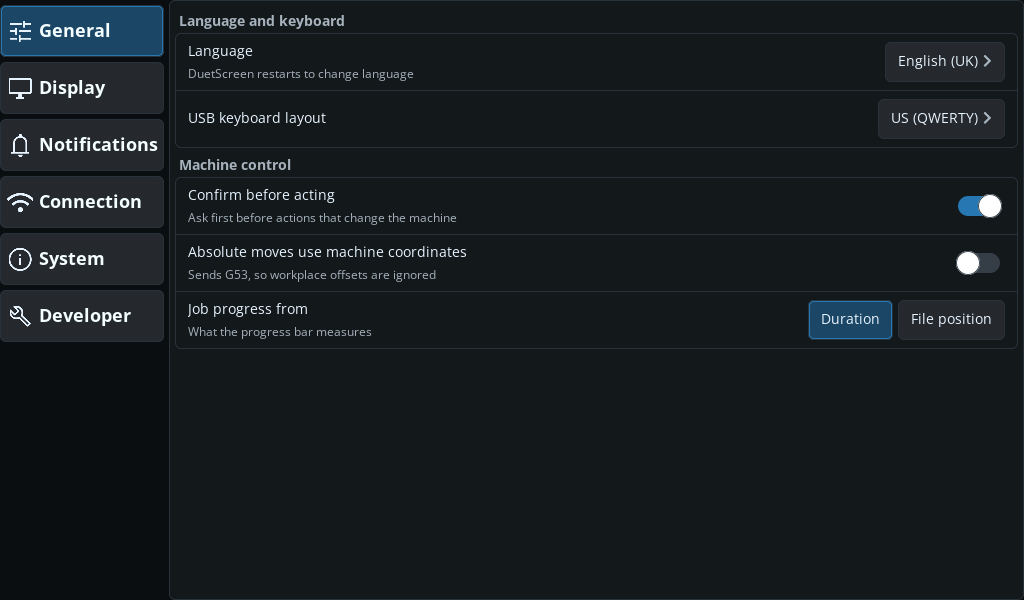 General
Display
Notifications
Connection
System
Developer
Language and keyboard
Language
DuetScreen restarts to change language
English (UK)
USB keyboard layout
US (QWERTY)
Machine control
Confirm before acting
Ask first before actions that change the machine
Absolute moves use machine coordinates
Sends G53, so workplace offsets are ignored
Job progress from
What the progress bar measures
Duration
File position